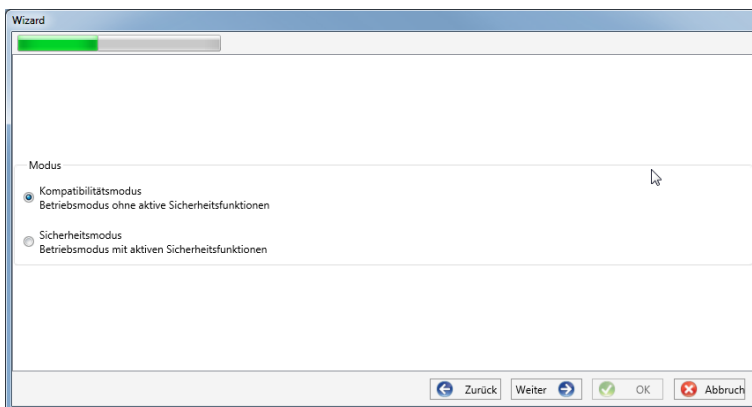 Wizard
Modus
Kompatibilitätsmodus
Betriebsmodus ohne aktive Sicherheitsfunktionen
Sicherheitsmodus
Betriebsmodus mit aktiven Sicherheitsfunktionen
Zurück Weiter OK Abbruch